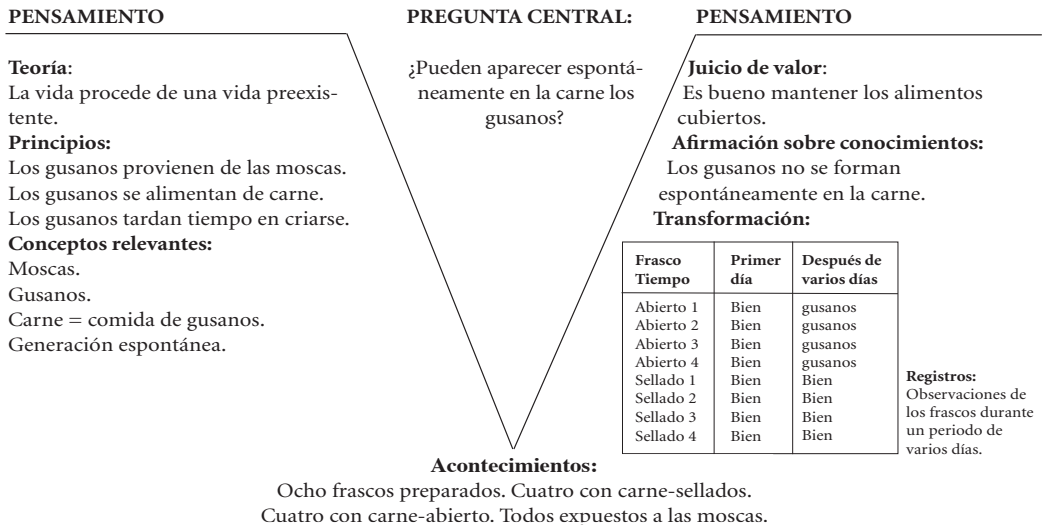 PENSAMIENTO
Teoría:
La vida procede de una vida preexis-
tente.
Principios:
Los gusanos provienen de las moscas.
Los gusanos se alimentan de carne.
Los gusanos tardan tiempo en criarse.
Conceptos relevantes:
Moscas.
Gusanos.
Carne = comida de gusanos.
Generación espontánea.
PREGUNTA CENTRAL:
¿Pueden aparecer espontá-
neamente en la carne los
gusanos?
PENSAMIENTO
Juicio de valor:
Es bueno mantener los alimentos
cubiertos.
Afirmación sobre conocimientos:
Los gusanos no se forman
espontáneamente en la carne.
Transformación:
Frasco Primer Después de
Tiempo día varios días
Abierto 1 Bien gusanos
Abierto 2 Bien gusanos
Abierto 3 Bien gusanos
Abierto 4 Bien gusanos
Sellado 1 Bien Bien
Sellado 2 Bien Bien
Sellado 3 Bien Bien
Sellado 4 Bien Bien
Registros:
Observaciones de
los frascos durante
un periodo de
varios días.
Acontecimientos:
Ocho frascos preparados. Cuatro con carne-sellados.
Cuatro con carne-abierto. Todos expuestos a las moscas.